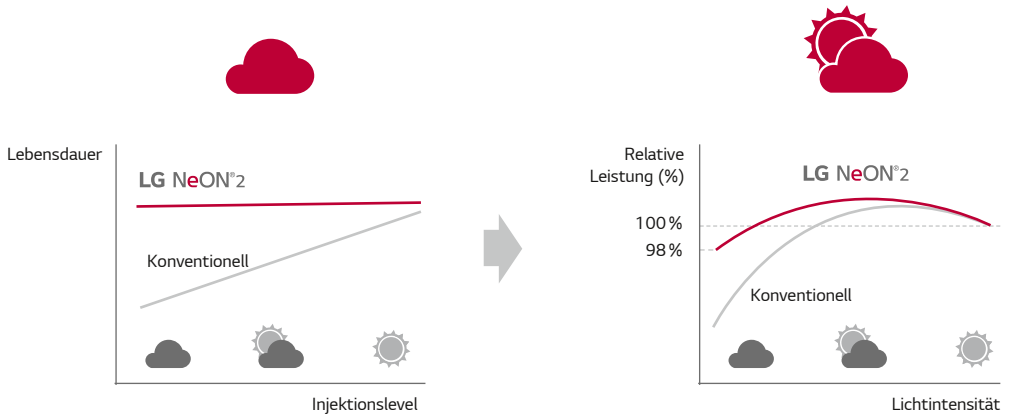 Lebensdauer
LG NeON®2
Konventionell
Injektionslevel
Relative
Leistung (%)
LG NeON®2
100 %
98 %
Konventionell
Lichtintensität